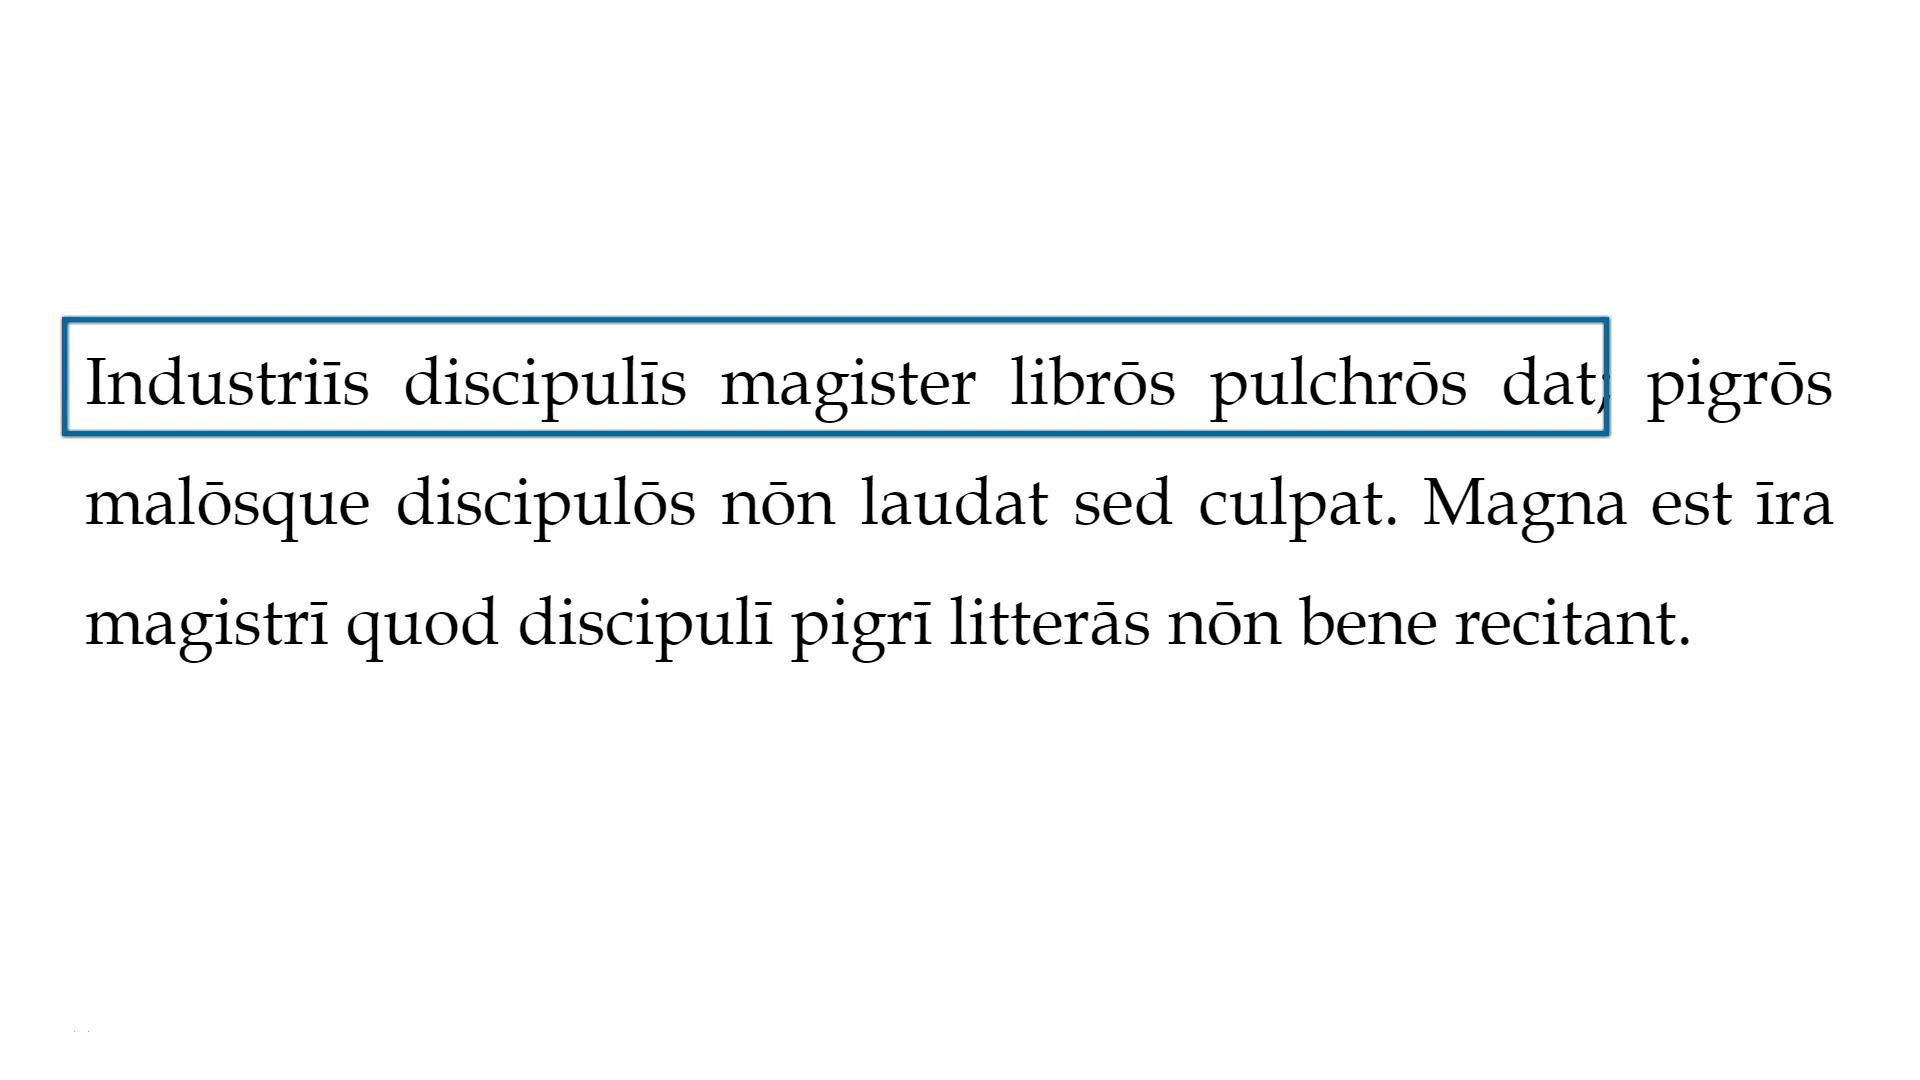 Industriīs discipulīs magister librōs pulchrōs dat; pigrōs
malōsque discipulōs nōn laudat sed culpat. Magna est īra
magistrī quod discipulī pigrī litterās nōn bene recitant.